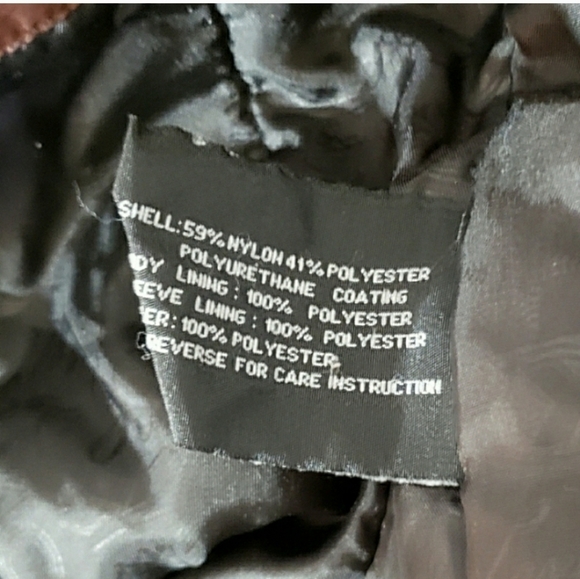 SHELL: 59% NYLON 41% POLYESTER
POLYURETHANE COATING
DY LINING : 100% POLYESTER
EEVE LINING : 100% POLYESTER
ER: 100% POLYESTER
REVERSE FOR CARE INSTRUCTION